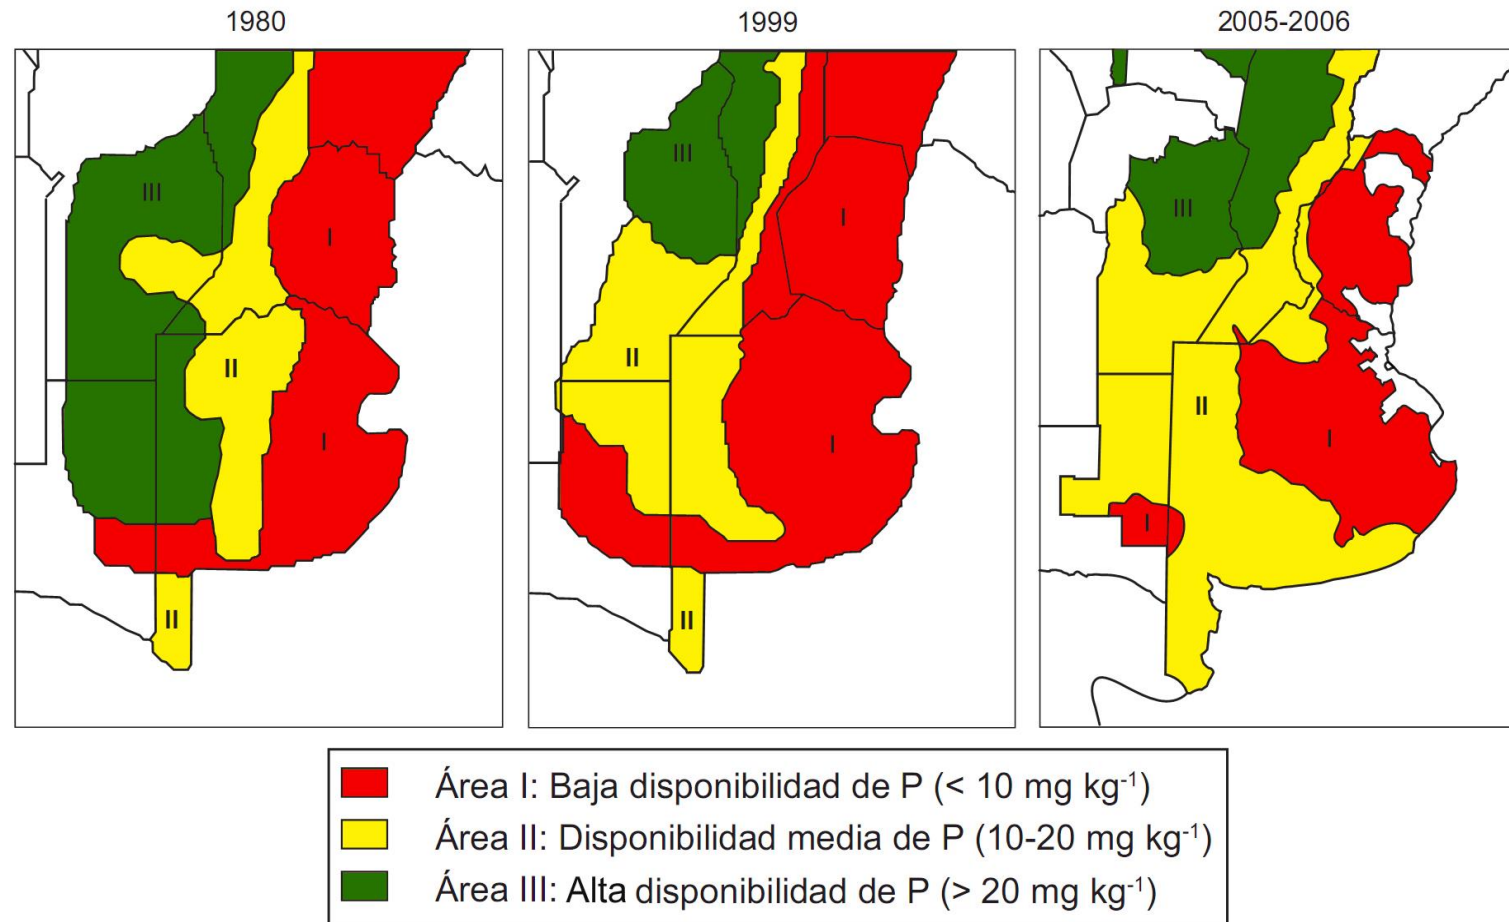 1980
1999
2005-2006
III
I
II
I
II
III
I
II
I
II
III
II
I
I
Área I: Baja disponibilidad de P (< 10 mg kg⁻¹)
Área II: Disponibilidad media de P (10-20 mg kg⁻¹)
Área III: Alta disponibilidad de P (> 20 mg kg⁻¹)